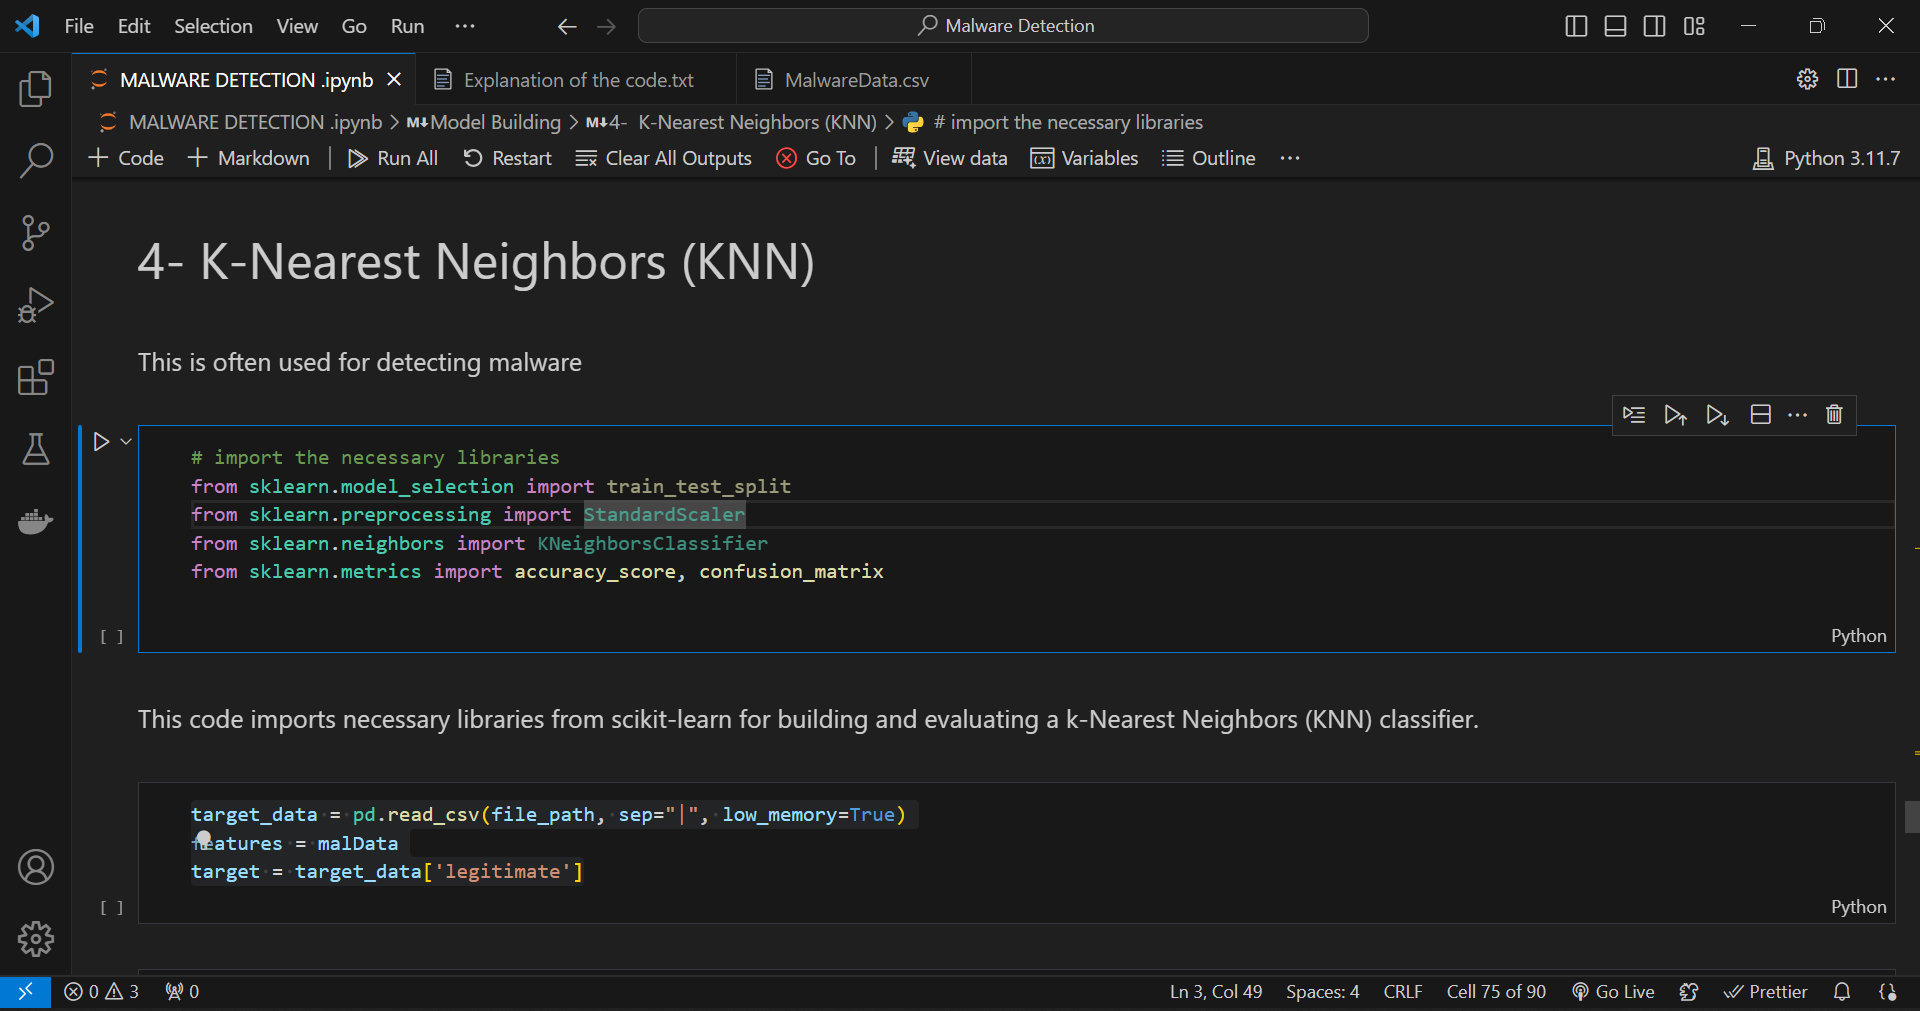 File Edit Selection View Go Run ··· Malware Detection
MALWARE DETECTION .ipynb Explanation of the code.txt MalwareData.csv ···
MALWARE DETECTION .ipynb > M↓Model Building > M↓4- K-Nearest Neighbors (KNN) > # import the necessary libraries
+ Code + Markdown | Run All Restart Clear All Outputs Go To | View data Variables Outline ··· Python 3.11.7
4- K-Nearest Neighbors (KNN)
This is often used for detecting malware
# import the necessary libraries
from sklearn.model_selection import train_test_split
from sklearn.preprocessing import StandardScaler
from sklearn.neighbors import KNeighborsClassifier
from sklearn.metrics import accuracy_score, confusion_matrix
[ ] Python
This code imports necessary libraries from scikit-learn for building and evaluating a k-Nearest Neighbors (KNN) classifier.
target_data = pd.read_csv(file_path, sep="|", low_memory=True)
features = malData
target = target_data['legitimate']
[ ] Python
0 3 0 Ln 3, Col 49 Spaces: 4 CRLF Cell 75 of 90 Go Live Prettier